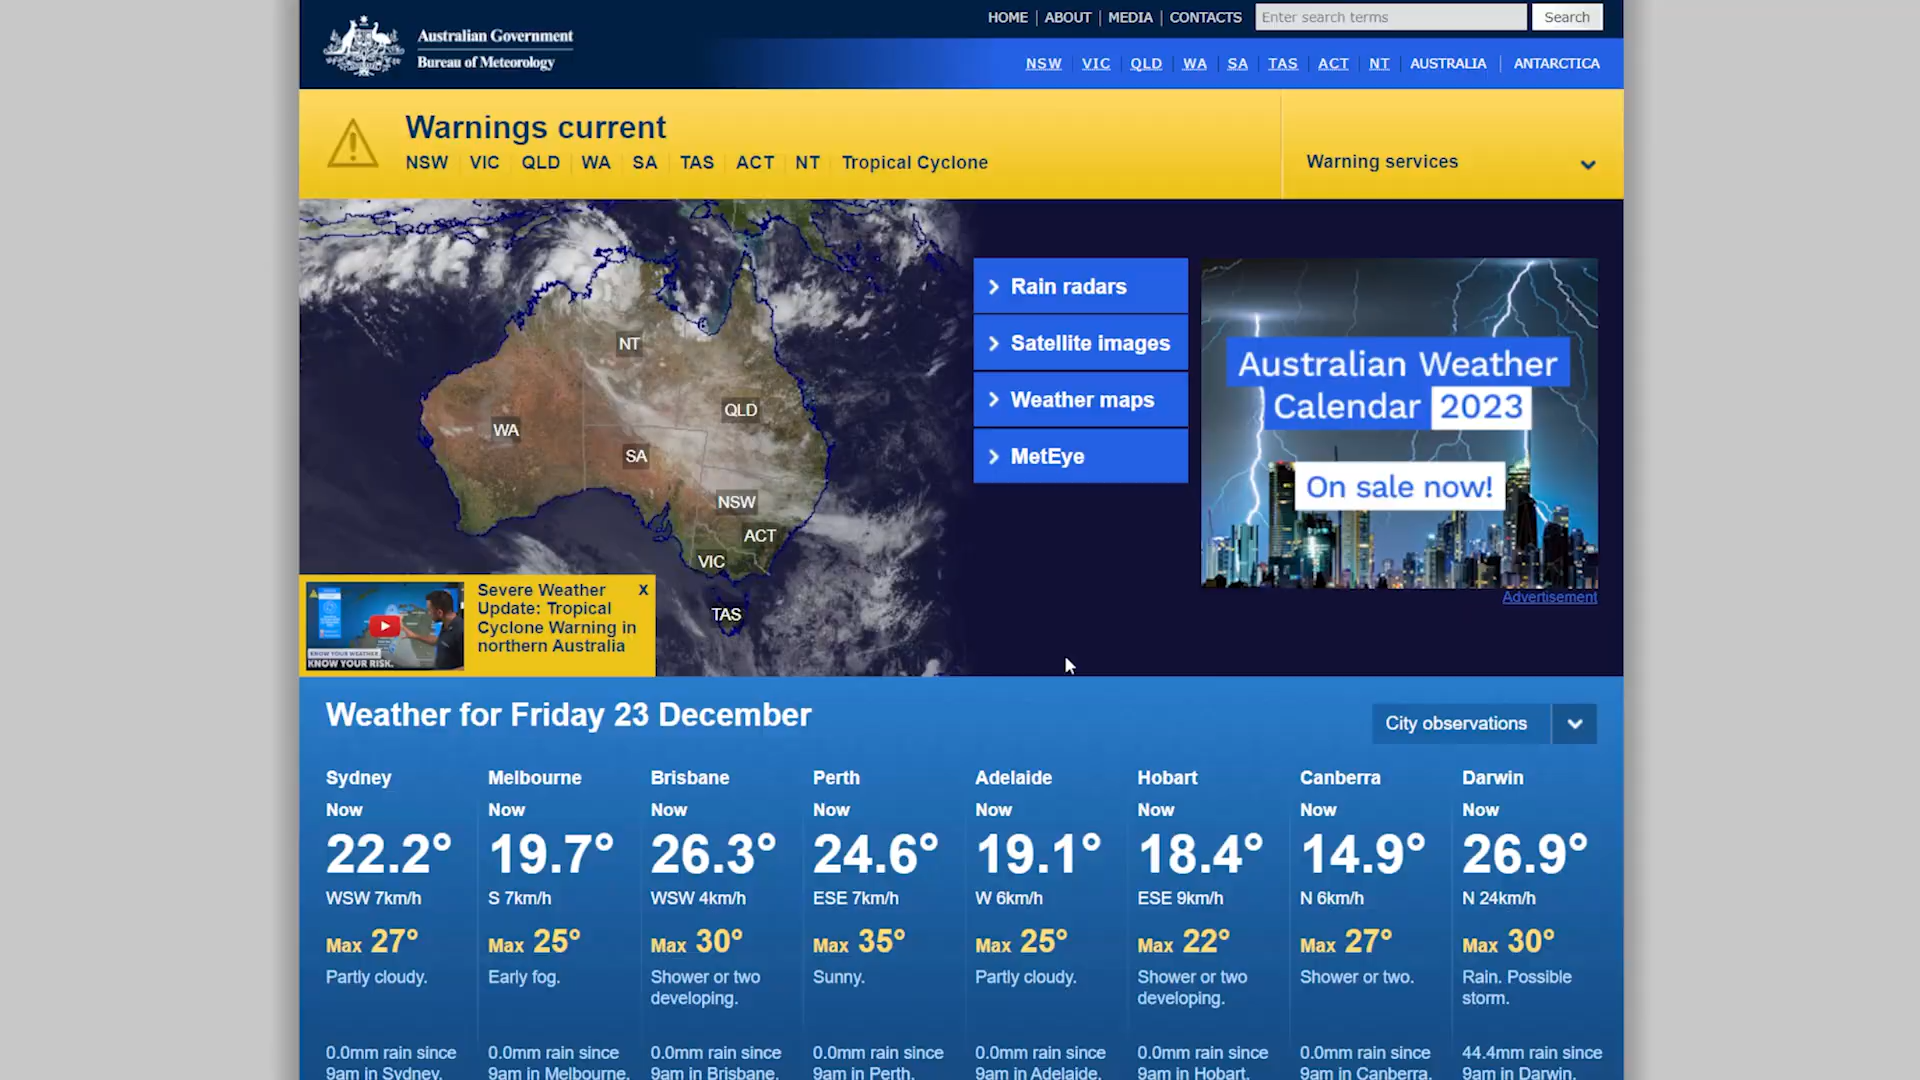 Australian Government
Bureau of Meteorology
HOME ABOUT MEDIA CONTACTS
Enter search terms
Search
NSW VIC QLD WA SA TAS ACT NT AUSTRALIA ANTARCTICA
Warnings current
NSW VIC QLD WA SA TAS ACT NT Tropical Cyclone
Warning services
NT
QLD
WA
SA
NSW
ACT
VIC
TAS
Rain radars
Satellite images
Weather maps
MetEye
Australian Weather
Calendar 2023
On sale now!
Advertisement
KNOW YOUR WEATHER
KNOW YOUR RISK.
Severe Weather
Update: Tropical
Cyclone Warning in
northern Australia
X
Weather for Friday 23 December
City observations
Sydney
Now
22.2°
WSW 7km/h
Max 27°
Partly cloudy.
0.0mm rain since
9am in Sydney.
Melbourne
Now
19.7°
S 7km/h
Max 25°
Early fog.
0.0mm rain since
9am in Melbourne.
Brisbane
Now
26.3°
WSW 4km/h
Max 30°
Shower or two
developing.
0.0mm rain since
9am in Brisbane.
Perth
Now
24.6°
ESE 7km/h
Max 35°
Sunny.
0.0mm rain since
9am in Perth.
Adelaide
Now
19.1°
W 6km/h
Max 25°
Partly cloudy.
0.0mm rain since
9am in Adelaide.
Hobart
Now
18.4°
ESE 9km/h
Max 22°
Shower or two
developing.
0.0mm rain since
9am in Hobart.
Canberra
Now
14.9°
N 6km/h
Max 27°
Shower or two.
0.0mm rain since
9am in Canberra.
Darwin
Now
26.9°
N 24km/h
Max 30°
Rain. Possible
storm.
44.4mm rain since
9am in Darwin.